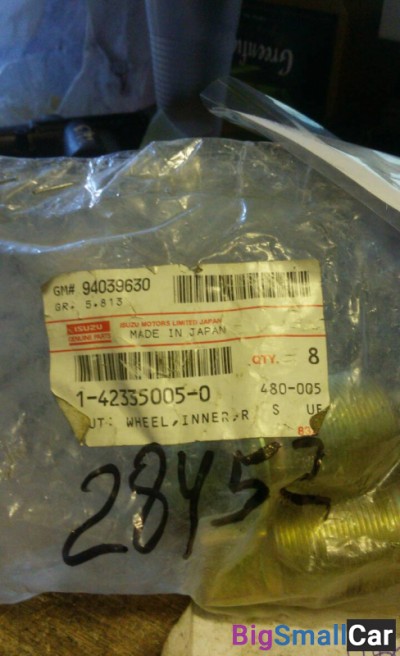 GM# 94039630
GR. 5.813
ISUZU
GENUINE PARTS
ISUZU MOTORS LIMITED JAPAN
MADE IN JAPAN
QTY. 8
1-42335005-0
480-005
UT: WHEEL,INNER,R S UE
28452
BigSmallCar